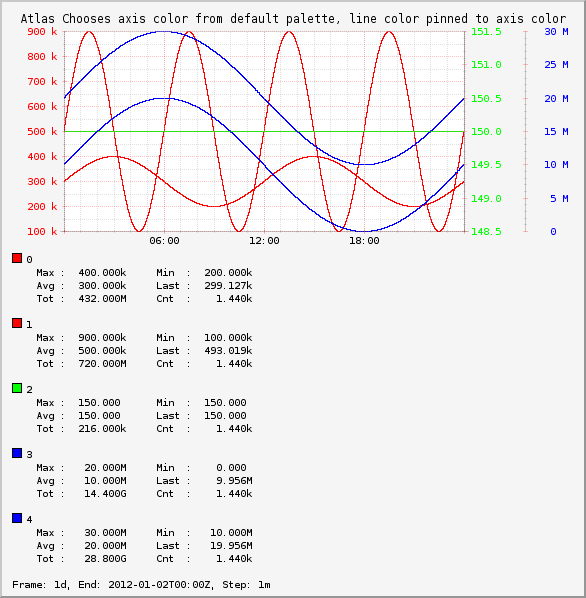 Atlas Chooses axis color from default palette, line color pinned to axis color
900 k 151.5 30 M
800 k 151.0 25 M
700 k
600 k 150.5 20 M
500 k 150.0 15 M
400 k 149.5 10 M
300 k
200 k 149.0 5 M
100 k 148.5 0
06:00 12:00 18:00
0
Max : 400.000k Min : 200.000k
Avg : 300.000k Last : 299.127k
Tot : 432.000M Cnt : 1.440k
1
Max : 900.000k Min : 100.000k
Avg : 500.000k Last : 493.019k
Tot : 720.000M Cnt : 1.440k
2
Max : 150.000 Min : 150.000
Avg : 150.000 Last : 150.000
Tot : 216.000k Cnt : 1.440k
3
Max : 20.000M Min : 0.000
Avg : 10.000M Last : 9.956M
Tot : 14.400G Cnt : 1.440k
4
Max : 30.000M Min : 10.000M
Avg : 20.000M Last : 19.956M
Tot : 28.800G Cnt : 1.440k
Frame: 1d, End: 2012-01-02T00:00Z, Step: 1m